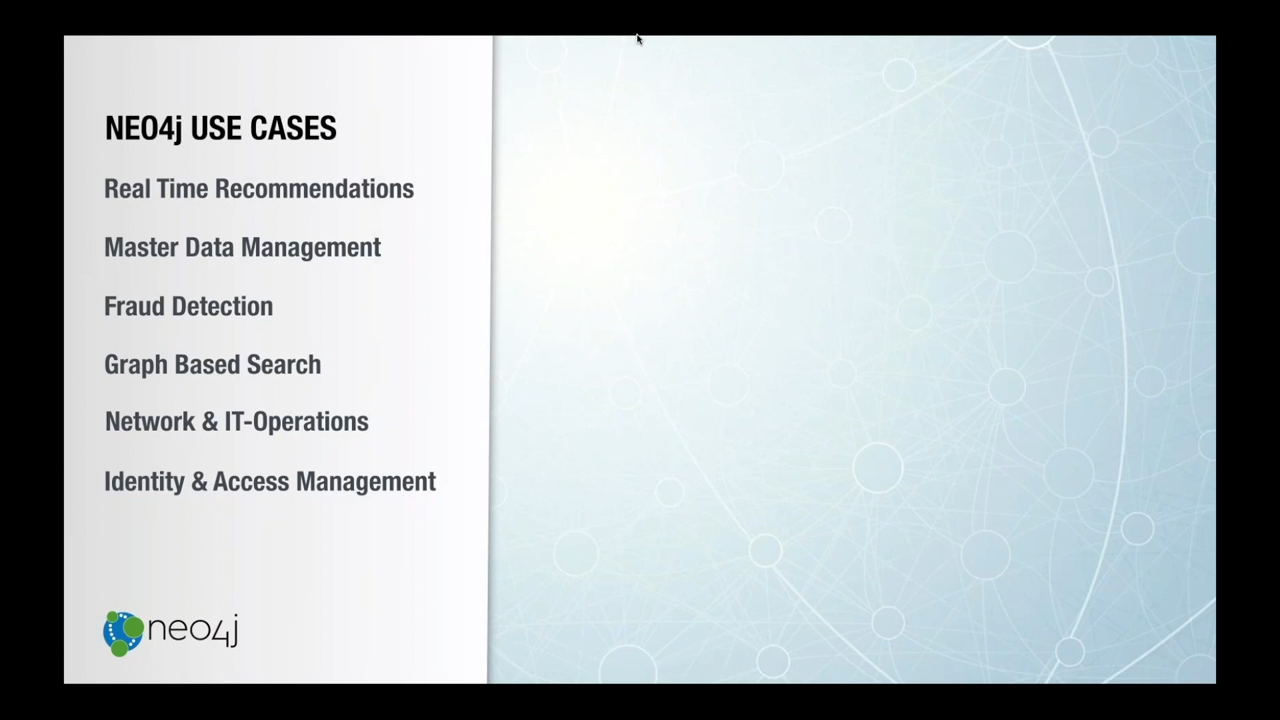 NEO4j USE CASES
Real Time Recommendations
Master Data Management
Fraud Detection
Graph Based Search
Network & IT-Operations
Identity & Access Management
neo4j